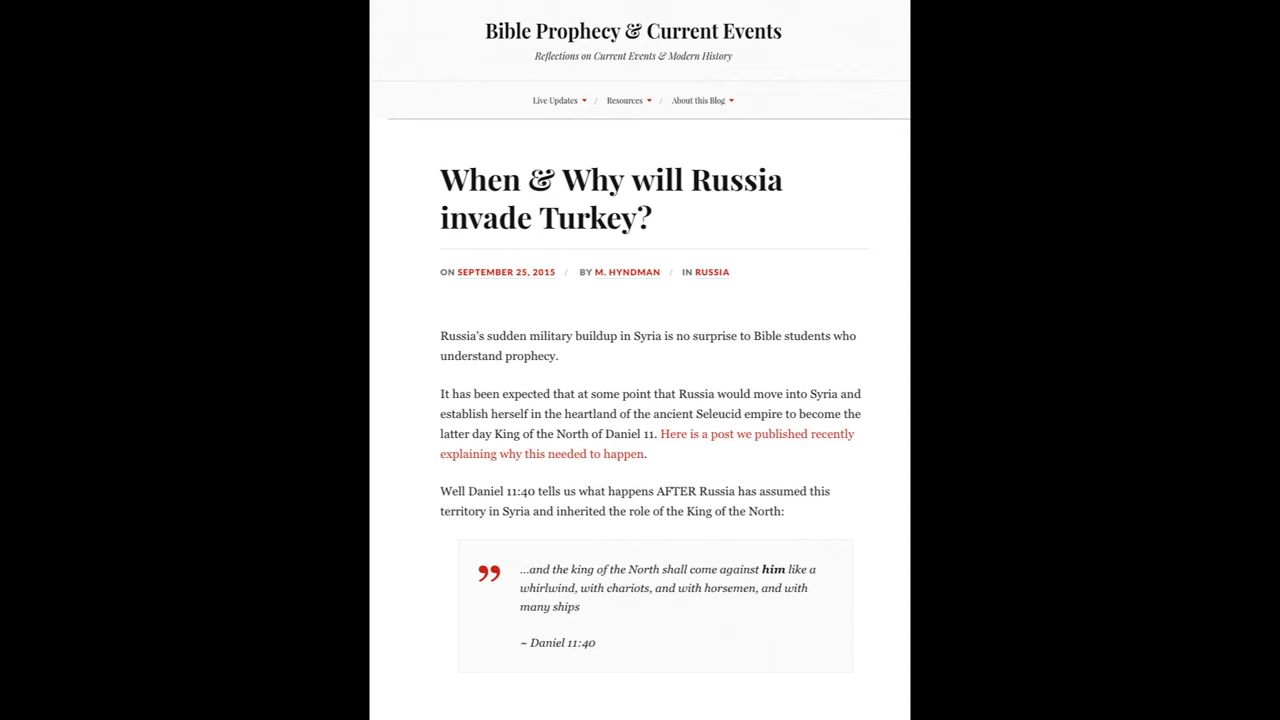 Bible Prophecy & Current Events
Reflections on Current Events & Modern History
Live Updates / Resources / About this Blog
When & Why will Russia
invade Turkey?
ON SEPTEMBER 25, 2015 / BY M. HYNDMAN / IN RUSSIA
Russia's sudden military buildup in Syria is no surprise to Bible students who
understand prophecy.
It has been expected that at some point that Russia would move into Syria and
establish herself in the heartland of the ancient Seleucid empire to become the
latter day King of the North of Daniel 11. Here is a post we published recently
explaining why this needed to happen.
Well Daniel 11:40 tells us what happens AFTER Russia has assumed this
territory in Syria and inherited the role of the King of the North:
” ...and the king of the North shall come against him like a
whirlwind, with chariots, and with horsemen, and with
many ships
~ Daniel 11:40